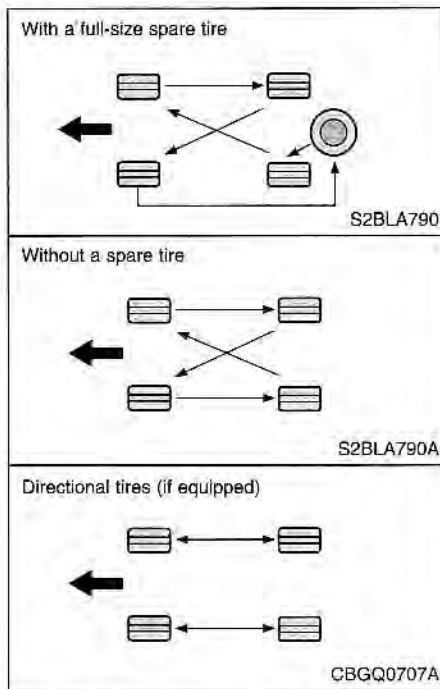 With a full-size spare tire
S2BLA790
Without a spare tire
S2BLA790A
Directional tires (if equipped)
CBGQ0707A